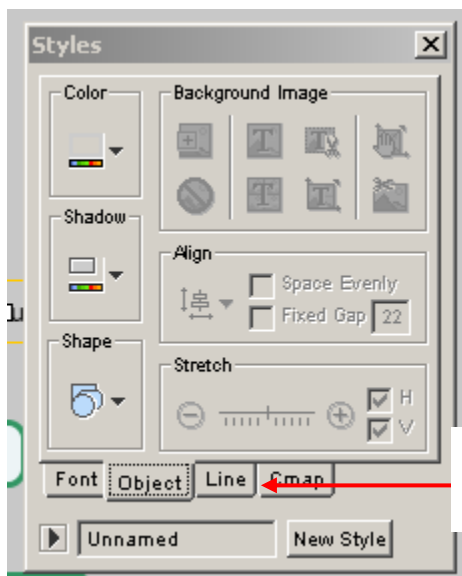 Styles
Color
Background Image
T
T
T
T
Shadow
Align
Space Evenly
Fixed Gap 22
Shape
Stretch
H
V
Font Object Line Cmap
Unnamed New Style